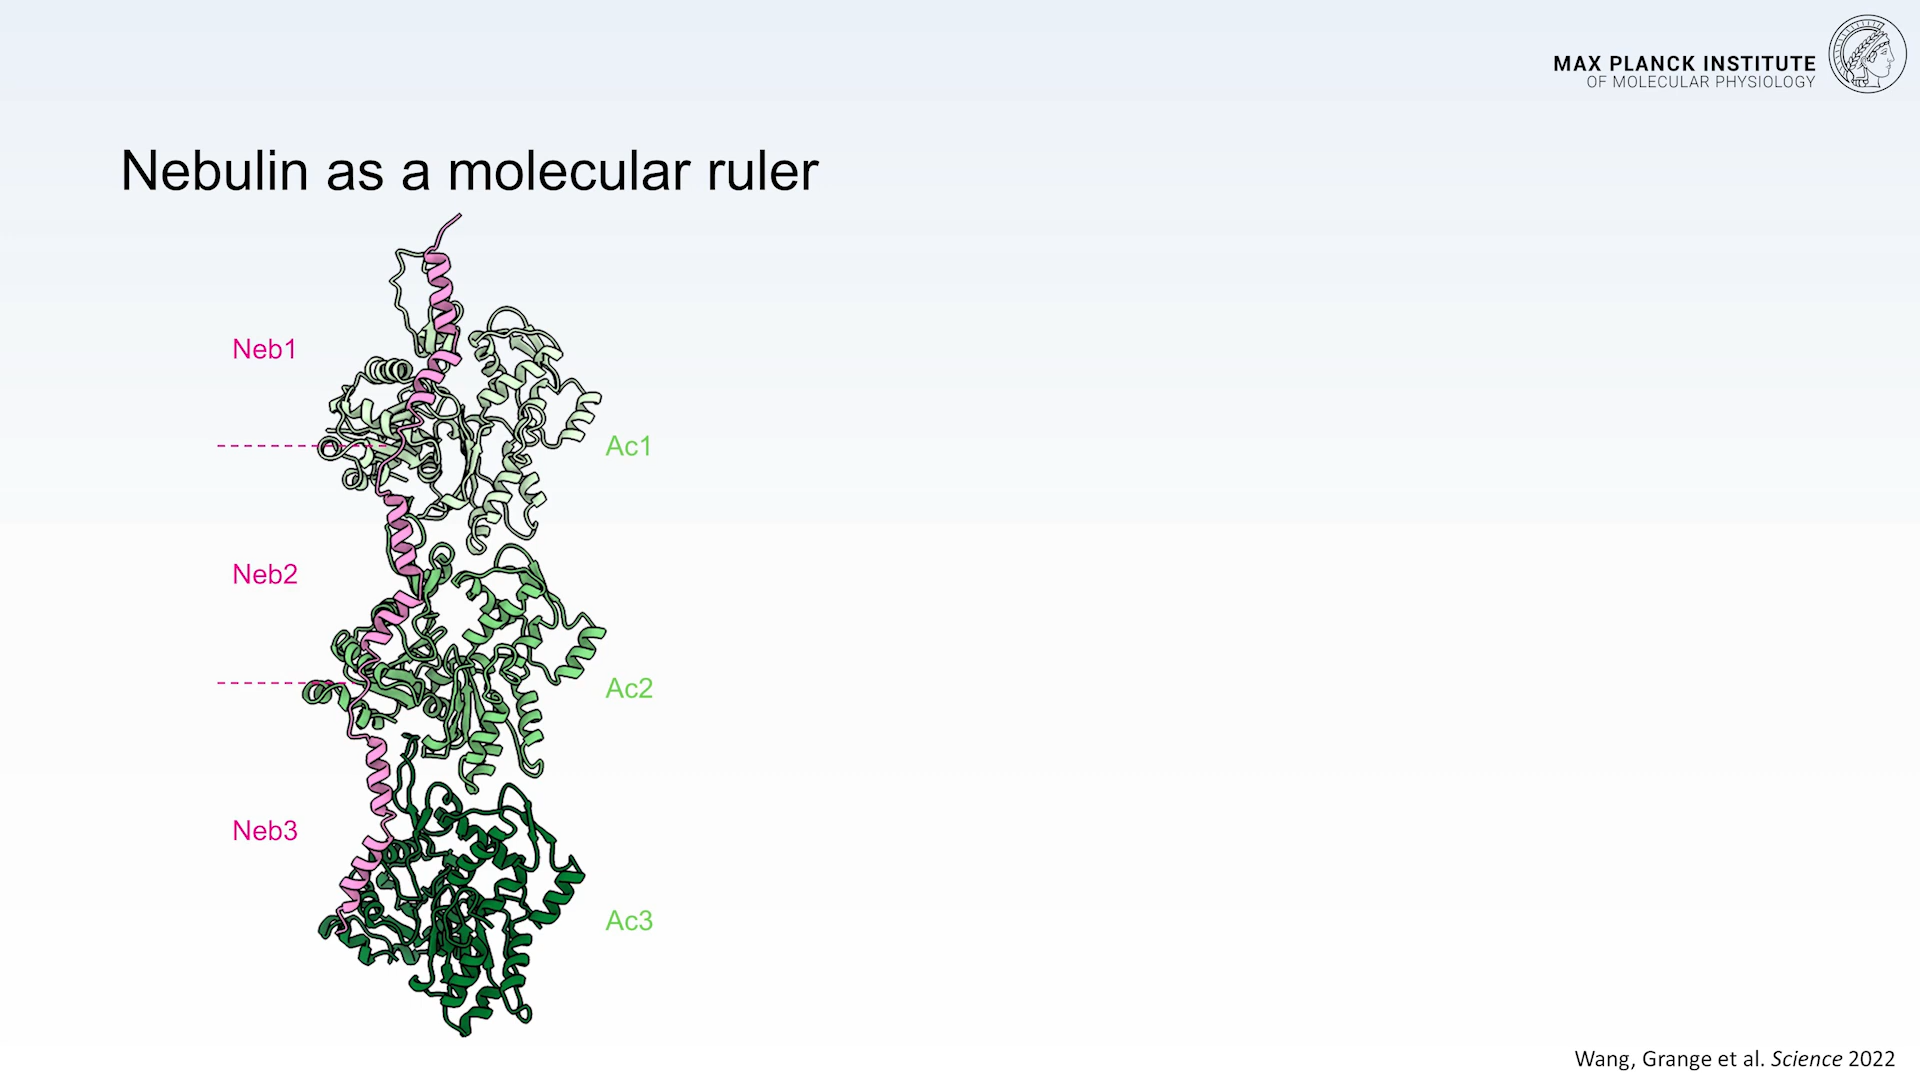 MAX PLANCK INSTITUTE
OF MOLECULAR PHYSIOLOGY
Nebulin as a molecular ruler
Neb1
Ac1
Neb2
Ac2
Neb3
Ac3
Wang, Grange et al. Science 2022